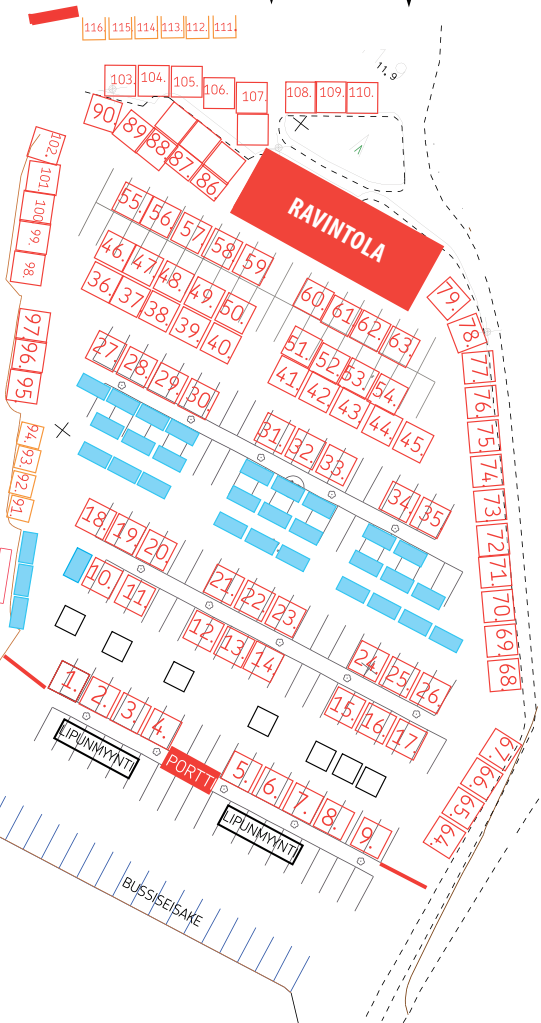 116. 115. 114. 113. 112. 111.
11.9
103. 104. 105. 106. 107. 108. 109. 110.
90. 89. 88. 87. 86.
102. 101. 100. 99. 98.
RAVINTOLA
55. 56. 57. 58. 59.
46. 47. 48. 49. 50.
36. 37. 38. 39. 40.
60. 61. 62. 63.
51. 52. 53. 54.
41. 42. 43. 44. 45.
79. 78. 77. 76. 75. 74. 73. 72. 71. 70. 69. 68.
97. 96. 95.
27. 28. 29. 30.
31. 32. 33.
34. 35.
94. 93. 92. 91.
18. 19. 20.
10. 11.
21. 22. 23.
12. 13. 14.
24. 25. 26.
15. 16. 17.
1. 2. 3. 4.
LIPUNMYYNTI
PORTTI
5. 6. 7. 8. 9.
LIPUNMYYNTI
67. 66. 65. 64.
BUSSISEISAKE